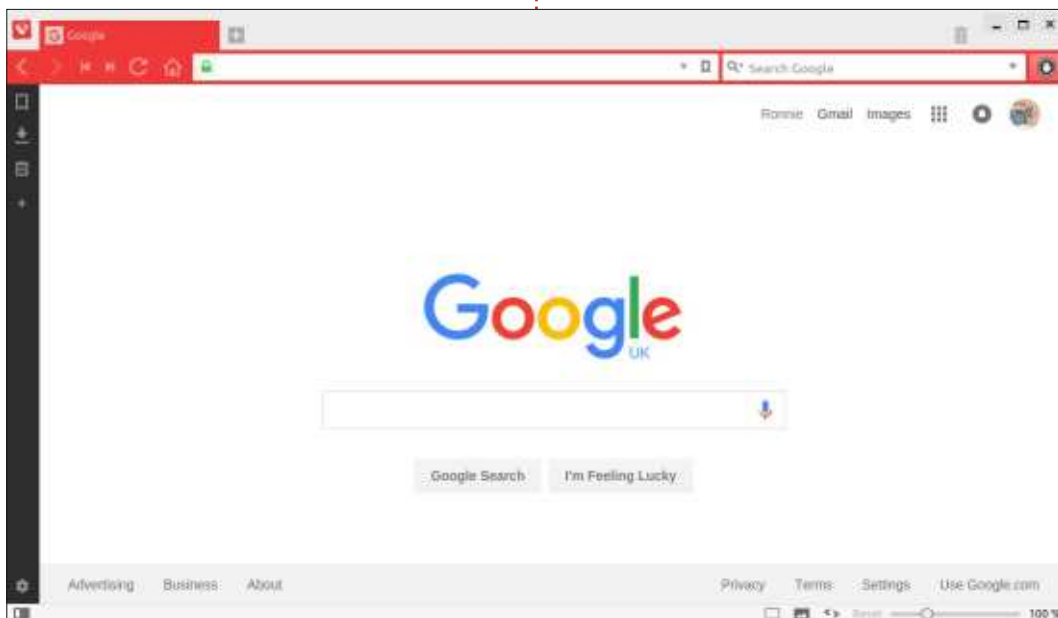 Google
Search Google
Ronnie Gmail Images
Google
UK
Google Search I'm Feeling Lucky
Advertising Business About Privacy Terms Settings Use Google.com
Reset 100 %